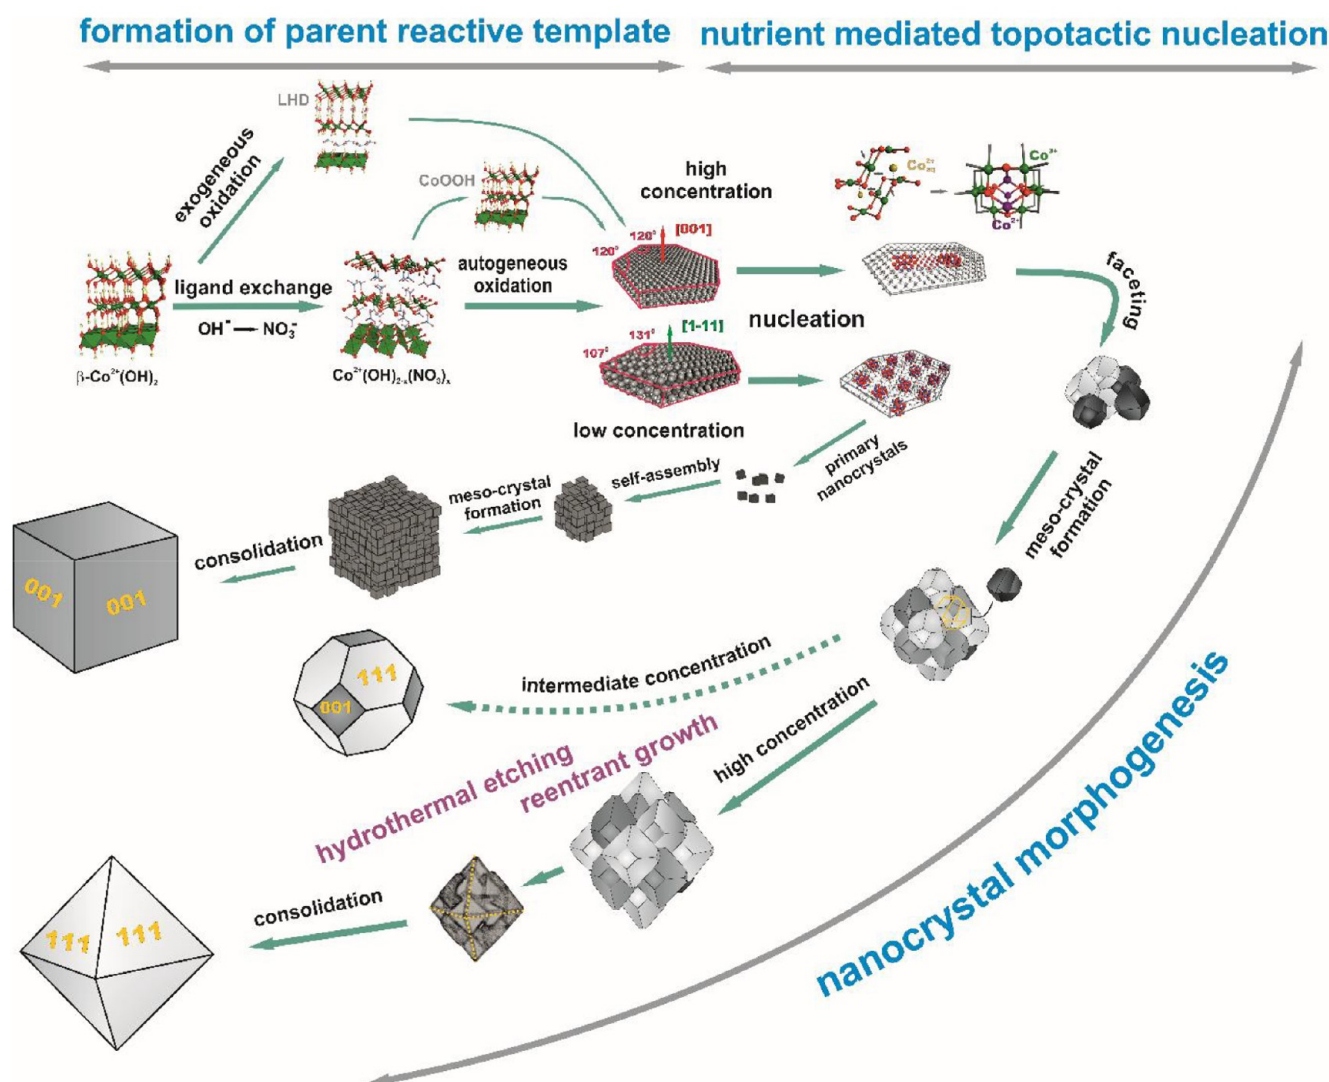 formation of parent reactive template
nutrient mediated topotactic nucleation
LHD
exogeneous
oxidation
CoOOH
high
concentration
Co²⁺
Co³⁺
Co²⁺
120°
120°
[001]
ligand exchange
OH⁻ → NO₃⁻
autogeneous
oxidation
faceting
β-Co²⁺(OH)₂
Co²⁺(OH)₂₋ₓ(NO₃)ₓ
131°
107°
[1-11]
nucleation
low concentration
primary
nanocrystals
self-assembly
meso-crystal
formation
consolidation
001
001
meso-crystal
formation
111
001
intermediate concentration
high concentration
hydrothermal etching
reentrant growth
consolidation
111
111
nanocrystal morphogenesis